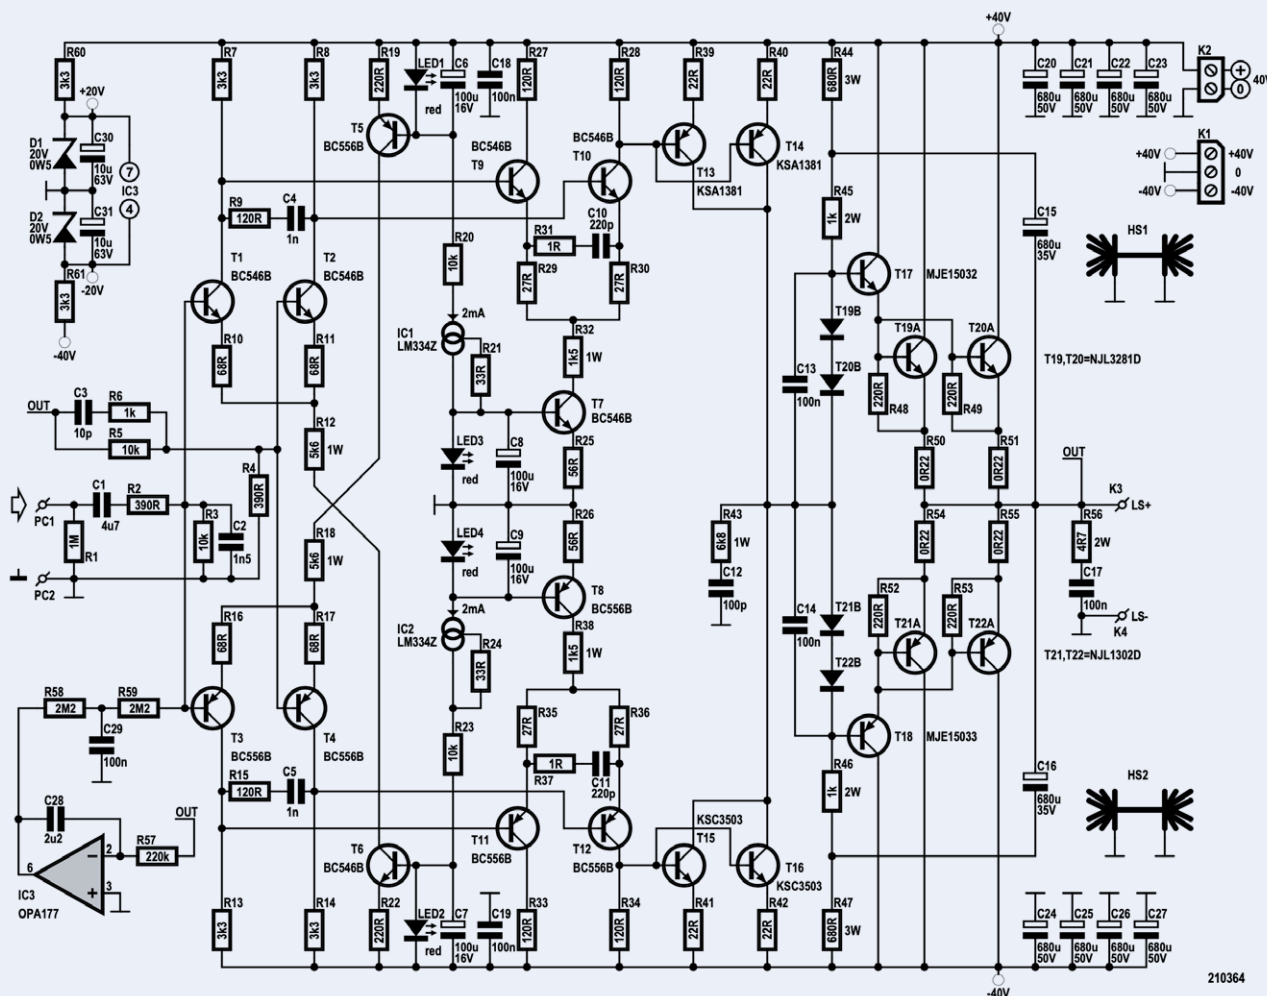 +40V
R60
3k3
R7
3k3
R8
3k3
R19
220R
LED1
red
C6
100u
16V
C18
100n
R27
120R
R28
120R
R39
22R
R40
22R
R44
680R
3W
C20
680u
50V
C21
680u
50V
C22
680u
50V
C23
680u
50V
K2
+
0
40V
+20V
D1
20V
0W5
C30
10u
63V
7
IC3
4
D2
20V
0W5
C31
10u
63V
-20V
R61
3k3
-40V
T5
BC556B
BC546B
T9
BC546B
T10
T13
KSA1381
T14
KSA1381
K1
+40V
+40V
0
-40V
-40V
R9
120R
C4
1n
R20
10k
R31
1R
C10
220p
R29
27R
R30
27R
R45
1k
2W
C15
680u
35V
HS1
T1
BC546B
T2
BC546B
R10
68R
R11
68R
2mA
IC1
LM334Z
R21
33R
R32
1k5
1W
T17
MJE15032
T19B
T20B
C13
100n
T19A
T20A
T19,T20=NJL3281D
220R
R48
220R
R49
OUT
C3
10p
R6
1k
R5
10k
R12
5k6
1W
T7
BC546B
LED3
red
C8
100u
16V
R25
56R
R50
0R22
R51
0R22
OUT
R4
390R
PC1
C1
4u7
R2
390R
R3
10k
C2
1n5
1M
R1
PC2
R18
5k6
1W
LED4
red
C9
100u
16V
R26
56R
R43
6k8
1W
C12
100p
R54
0R22
R55
0R22
R56
4R7
2W
K3
LS+
C17
100n
LS-
K4
R16
68R
R17
68R
2mA
IC2
LM334Z
R24
33R
T8
BC556B
R38
1k5
1W
C14
100n
T21B
T22B
R52
220R
R53
220R
T21A
T22A
T21,T22=NJL1302D
R58
2M2
R59
2M2
C29
100n
T3
BC556B
T4
BC556B
R23
10k
R35
27R
R36
27R
1R
R37
C11
220p
T18
MJE15033
R46
1k
2W
C16
680u
35V
HS2
R15
120R
C5
1n
C28
2u2
OUT
R57
220k
6
2
−
+
3
IC3
OPA177
T6
BC546B
T11
BC556B
T12
BC556B
KSC3503
T15
T16
KSC3503
R13
3k3
R14
3k3
R22
220R
LED2
red
C7
100u
16V
C19
100n
R33
120R
R34
120R
R41
22R
R42
22R
R47
680R
3W
C24
680u
50V
C25
680u
50V
C26
680u
50V
C27
680u
50V
-40V
210364